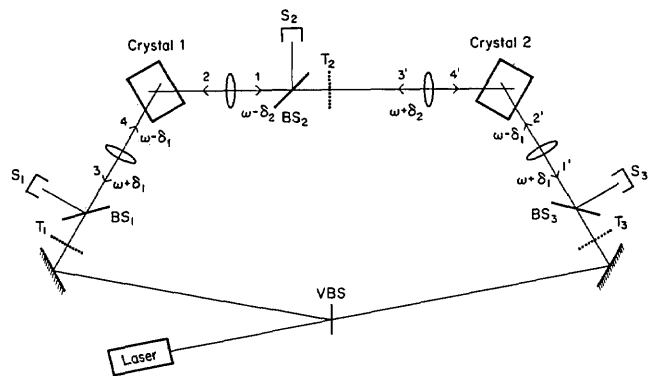 S₂
Crystal 1
T₂
Crystal 2
2
1
3'
4'
ω−δ₂
BS₂
ω+δ₂
4
ω−δ₁
3
ω+δ₁
2'
ω−δ₁
1'
ω+δ₁
S₁
BS₁
T₁
S₃
BS₃
T₃
VBS
Laser